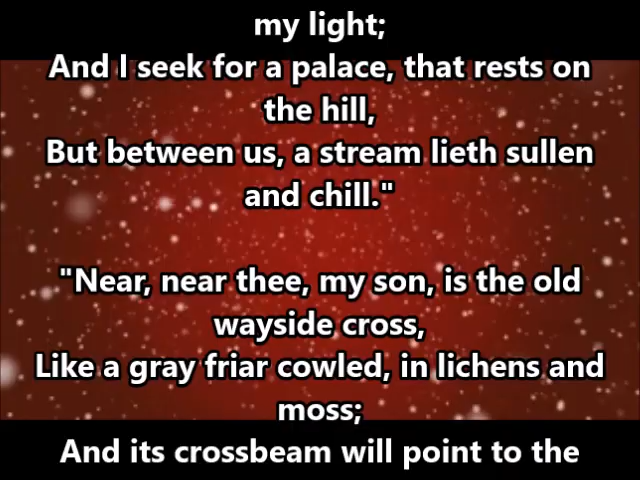 my light;
And I seek for a palace, that rests on
the hill,
But between us, a stream lieth sullen
and chill."
"Near, near thee, my son, is the old
wayside cross,
Like a gray friar cowled, in lichens and
moss;
And its crossbeam will point to the